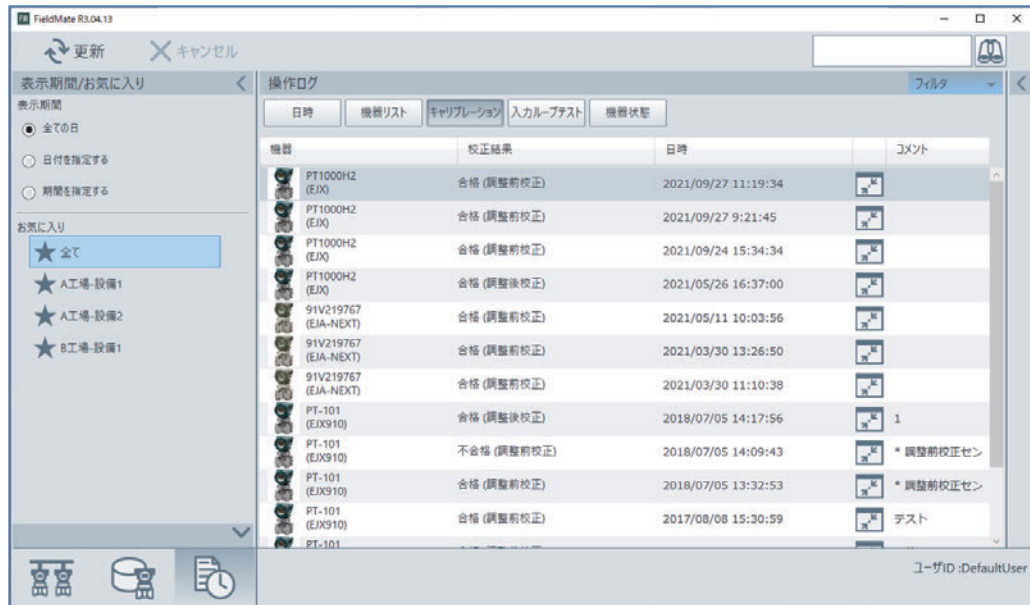 FieldMate R3.04.13
更新 キャンセル
表示期間/お気に入り
表示期間
全ての日
日付を指定する
期間を指定する
お気に入り
全て
A工場-設備1
A工場-設備2
B工場-設備1
操作ログ フィルタ
日時 機器リスト キャリブレーション 入力ループテスト 機器状態
機器 校正結果 日時 コメント
PT1000H2
(EJX) 合格 (調整前校正) 2021/09/27 11:19:34
PT1000H2
(EJX) 合格 (調整前校正) 2021/09/27 9:21:45
PT1000H2
(EJX) 合格 (調整前校正) 2021/09/24 15:34:34
PT1000H2
(EJX) 合格 (調整後校正) 2021/05/26 16:37:00
91V219767
(EJA-NEXT) 合格 (調整前校正) 2021/05/11 10:03:56
91V219767
(EJA-NEXT) 合格 (調整前校正) 2021/03/30 13:26:50
91V219767
(EJA-NEXT) 合格 (調整前校正) 2021/03/30 11:10:38
PT-101
(EJX910) 合格 (調整後校正) 2018/07/05 14:17:56 1
PT-101
(EJX910) 不合格 (調整前校正) 2018/07/05 14:09:43 * 調整前校正セン
PT-101
(EJX910) 合格 (調整前校正) 2018/07/05 13:32:53 * 調整前校正セン
PT-101
(EJX910) 合格 (調整前校正) 2017/08/08 15:30:59 テスト
PT-101
ユーザID :DefaultUser